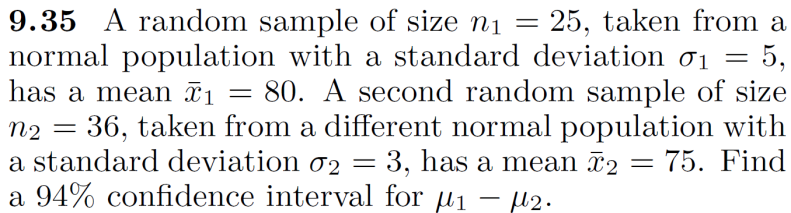 9.35 A random sample of size n₁ = 25, taken from a
normal population with a standard deviation σ₁ = 5,
has a mean x̄₁ = 80. A second random sample of size
n₂ = 36, taken from a different normal population with
a standard deviation σ₂ = 3, has a mean x̄₂ = 75. Find
a 94% confidence interval for μ₁ − μ₂.